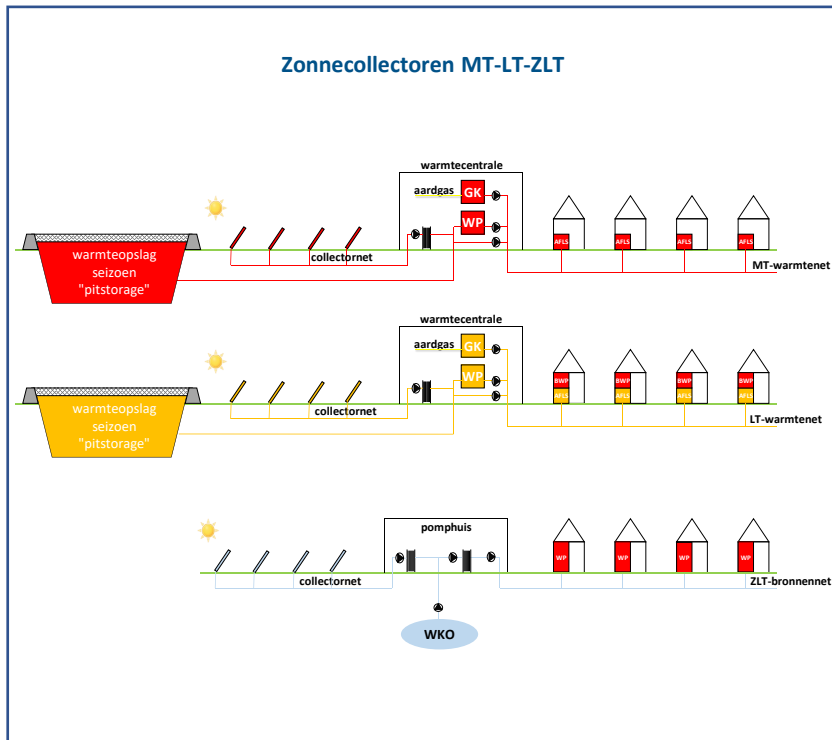 Zonnecollectoren MT-LT-ZLT
warmtecentrale
aardgas
GK
WP
warmteopslag
seizoen
"pitstorage"
collectornet
AFLS
AFLS
AFLS
AFLS
MT-warmtenet
warmtecentrale
aardgas
GK
WP
warmteopslag
seizoen
"pitstorage"
collectornet
BWP
BWP
BWP
BWP
AFLS
AFLS
AFLS
AFLS
LT-warmtenet
pomphuis
WP
WP
WP
WP
collectornet
ZLT-bronnennet
WKO